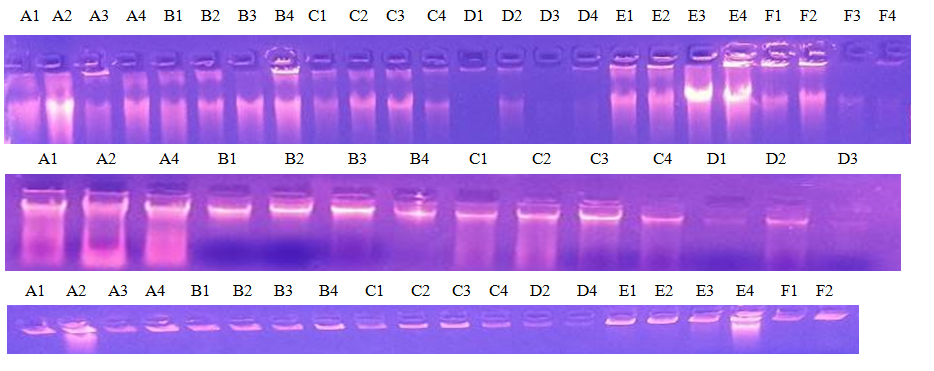 A1 A2 A3 A4 B1 B2 B3 B4 C1 C2 C3 C4 D1 D2 D3 D4 E1 E2 E3 E4 F1 F2 F3 F4
A1 A2 A4 B1 B2 B3 B4 C1 C2 C3 C4 D1 D2 D3
A1 A2 A3 A4 B1 B2 B3 B4 C1 C2 C3 C4 D2 D4 E1 E2 E3 E4 F1 F2